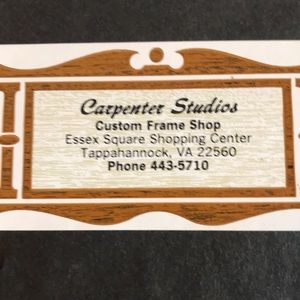 Carpenter Studios
Custom Frame Shop
Essex Square Shopping Center
Tappahannock, VA 22560
Phone 443-5710